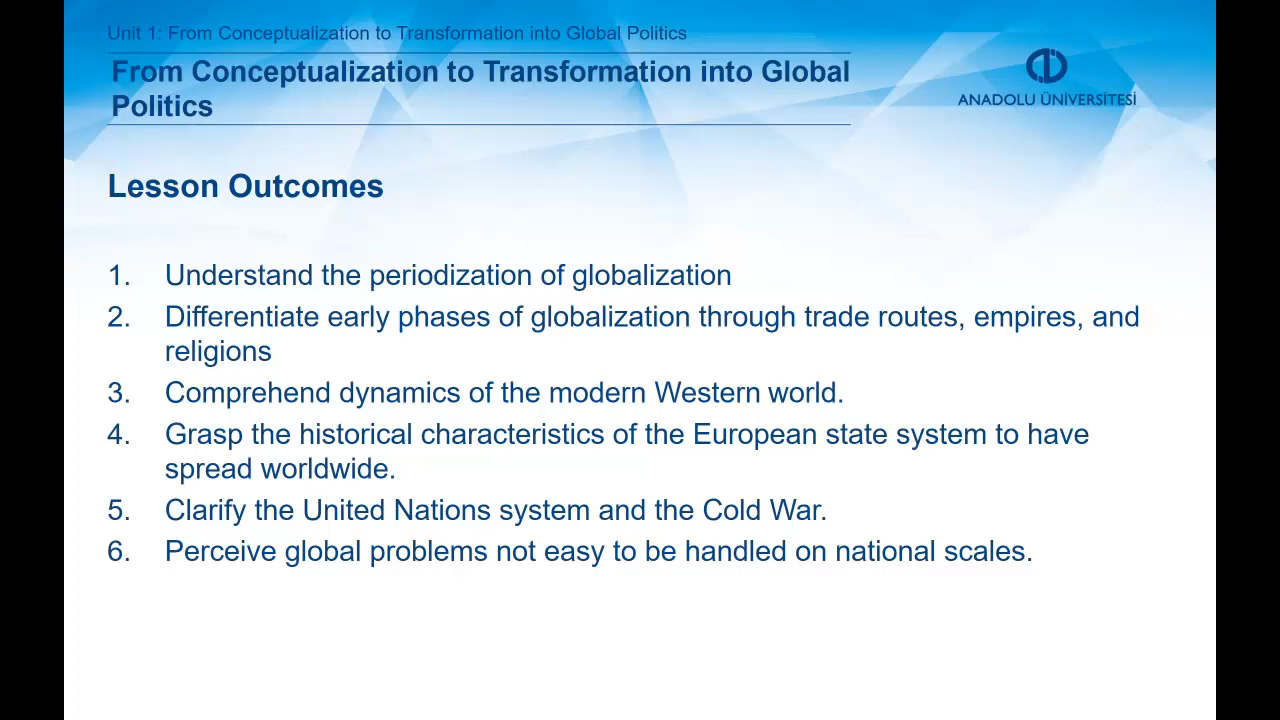 Unit 1: From Conceptualization to Transformation into Global Politics
From Conceptualization to Transformation into Global
Politics
ANADOLU ÜNİVERSİTESİ
Lesson Outcomes
1. Understand the periodization of globalization
2. Differentiate early phases of globalization through trade routes, empires, and
religions
3. Comprehend dynamics of the modern Western world.
4. Grasp the historical characteristics of the European state system to have
spread worldwide.
5. Clarify the United Nations system and the Cold War.
6. Perceive global problems not easy to be handled on national scales.